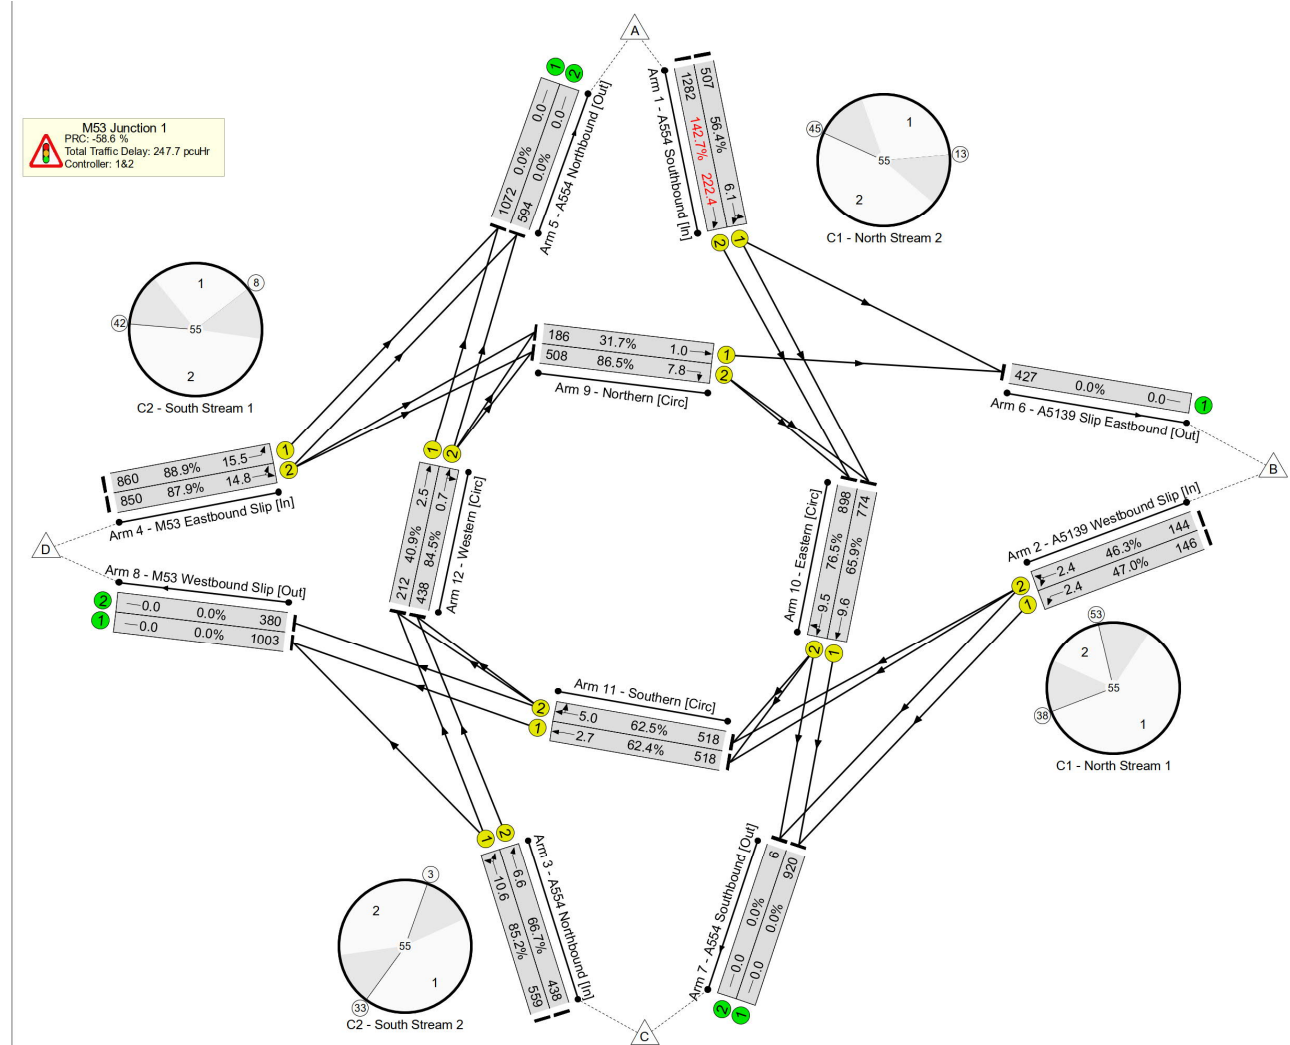 A
M53 Junction 1
PRC: -58.6 %
Total Traffic Delay: 247.7 pcuHr
Controller: 1&2
1
2
1072 0.0% 0.0
594 0.0% 0.0
Arm 5 - A554 Northbound [Out]
Arm 1 - A554 Southbound [In]
1282 142.7% 222.4
507 56.4% 6.1
2
1
45
1
55
13
2
C1 - North Stream 2
1
8
42
55
2
C2 - South Stream 1
186 31.7% 1.0
508 86.5% 7.8
1
2
Arm 9 - Northern [Circ]
427 0.0% 0.0
1
Arm 6 - A5139 Slip Eastbound [Out]
B
860 88.9% 15.5
850 87.9% 14.8
1
2
Arm 4 - M53 Eastbound Slip [In]
D
1
2
212 40.9% 2.5
438 84.5% 0.7
Arm 12 - Western [Circ]
Arm 10 - Eastern [Circ]
9.5 76.5% 898
9.6 65.9% 774
2
1
Arm 2 - A5139 Westbound Slip [In]
2.4 46.3% 144
2.4 47.0% 146
2
1
Arm 8 - M53 Westbound Slip [Out]
2
1
0.0 0.0% 380
0.0 0.0% 1003
Arm 11 - Southern [Circ]
2
1
5.0 62.5% 518
2.7 62.4% 518
53
2
55
38
1
C1 - North Stream 1
1
2
10.6 85.2% 559
6.6 66.7% 438
Arm 3 - A554 Northbound [In]
Arm 7 - A554 Southbound [Out]
0.0 0.0% 6
0.0 0.0% 920
2
1
3
2
55
1
33
C2 - South Stream 2
C